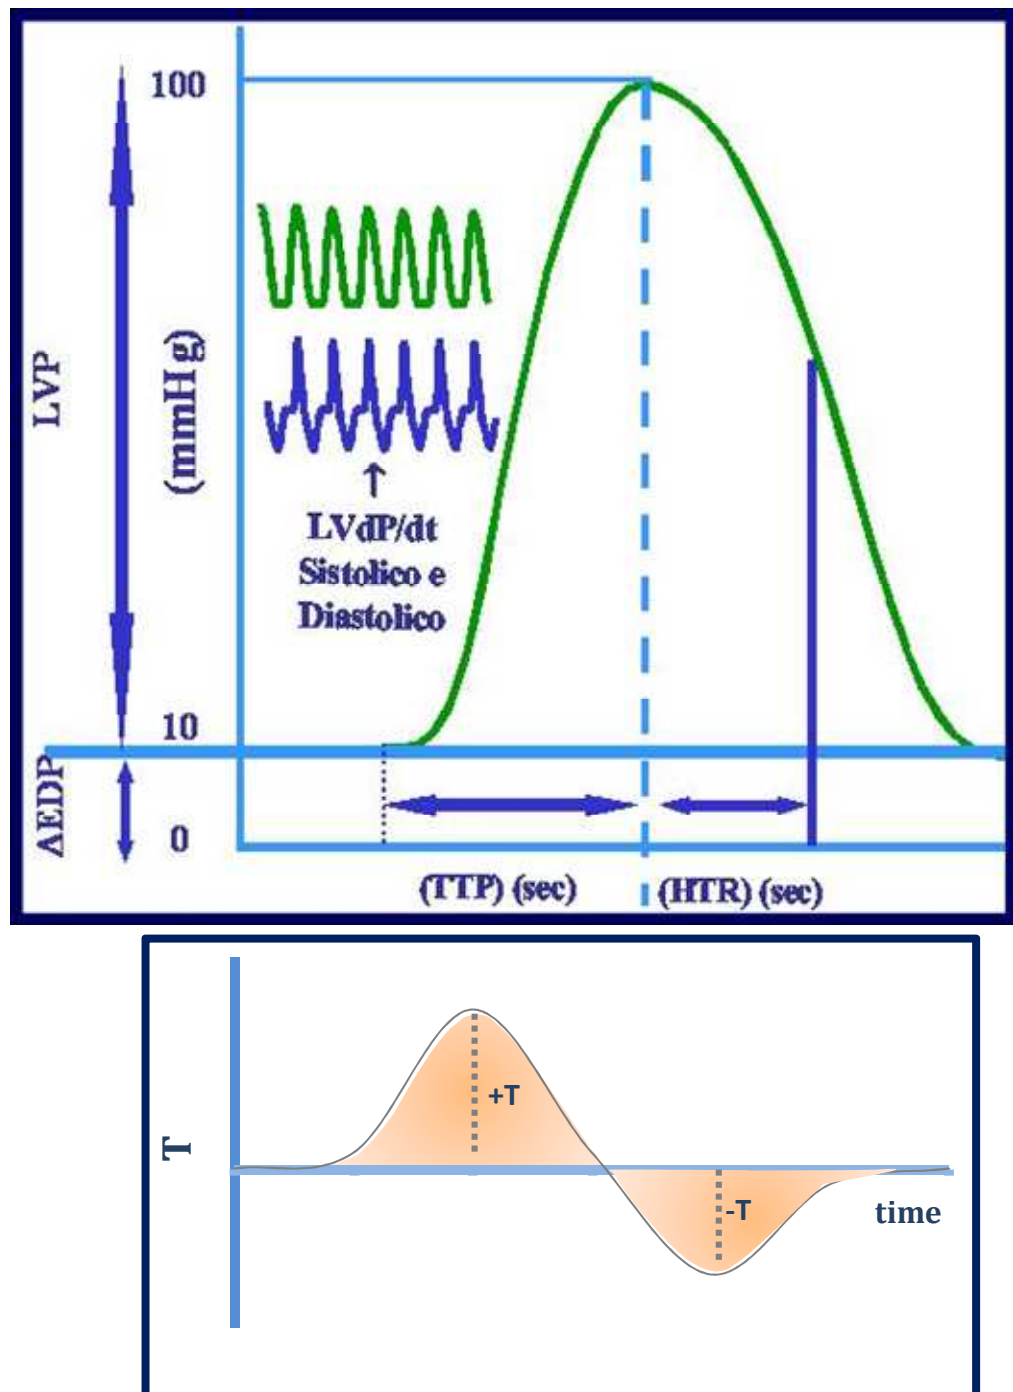 100
LVP
(mmHg)
↑
LVdP/dt
Sistolico e
Diastolico
10
ΔEDP
0
(TTP) (sec)
(HTR) (sec)
+T
T
-T
time